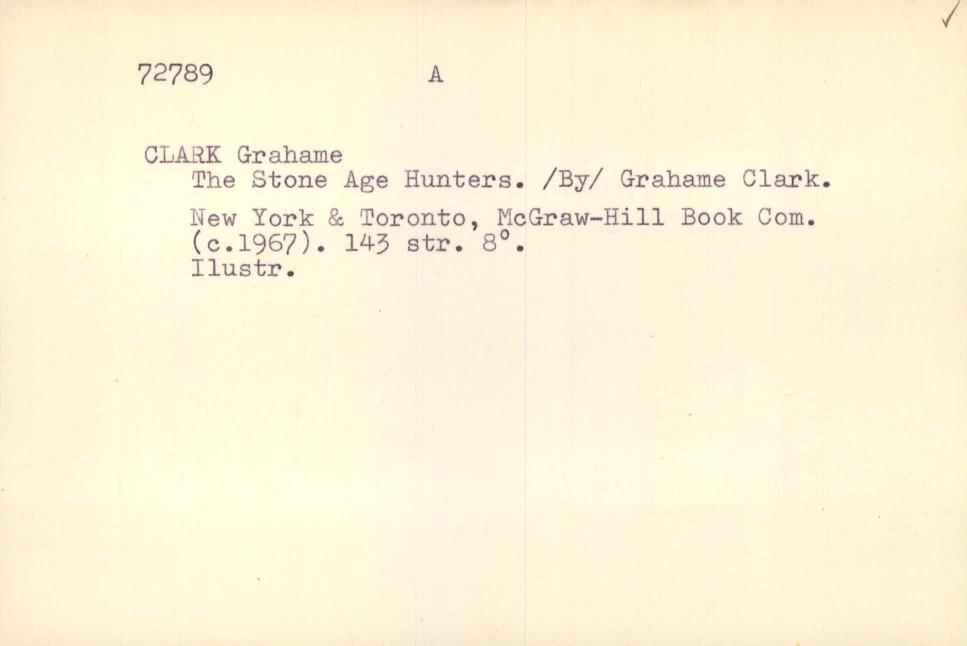 72789 A
CLARK Grahame
The Stone Age Hunters. /By/ Grahame Clark.
New York & Toronto, McGraw-Hill Book Com.
(c.1967). 143 str. 8°.
Ilustr.